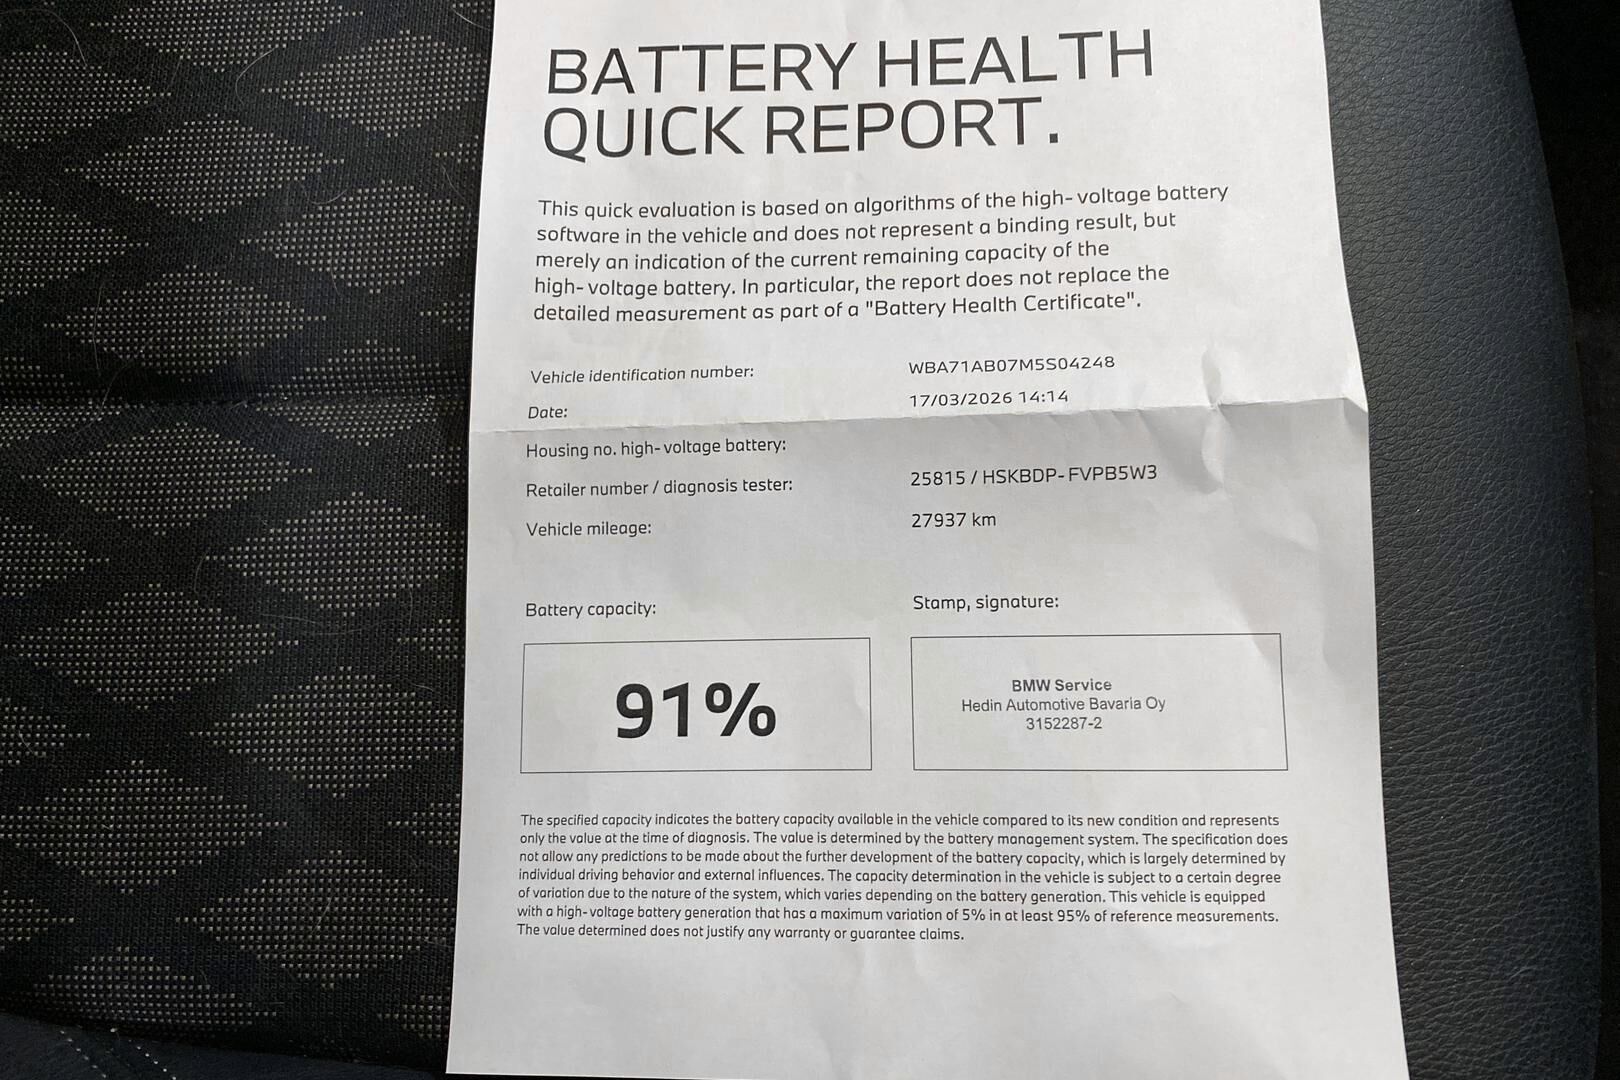 BATTERY HEALTH
QUICK REPORT.
This quick evaluation is based on algorithms of the high-voltage battery
software in the vehicle and does not represent a binding result, but
merely an indication of the current remaining capacity of the
high-voltage battery. In particular, the report does not replace the
detailed measurement as part of a "Battery Health Certificate".
Vehicle identification number: WBA71AB07M5S04248
Date: 17/03/2026 14:14
Housing no. high-voltage battery:
Retailer number / diagnosis tester: 25815 / HSKBDP-FVPB5W3
Vehicle mileage: 27937 km
Battery capacity: Stamp, signature:
91%
BMW Service
Hedin Automotive Bavaria Oy
3152287-2
The specified capacity indicates the battery capacity available in the vehicle compared to its new condition and represents
only the value at the time of diagnosis. The value is determined by the battery management system. The specification does
not allow any predictions to be made about the further development of the battery capacity, which is largely determined by
individual driving behavior and external influences. The capacity determination in the vehicle is subject to a certain degree
of variation due to the nature of the system, which varies depending on the battery generation. This vehicle is equipped
with a high-voltage battery generation that has a maximum variation of 5% in at least 95% of reference measurements.
The value determined does not justify any warranty or guarantee claims.